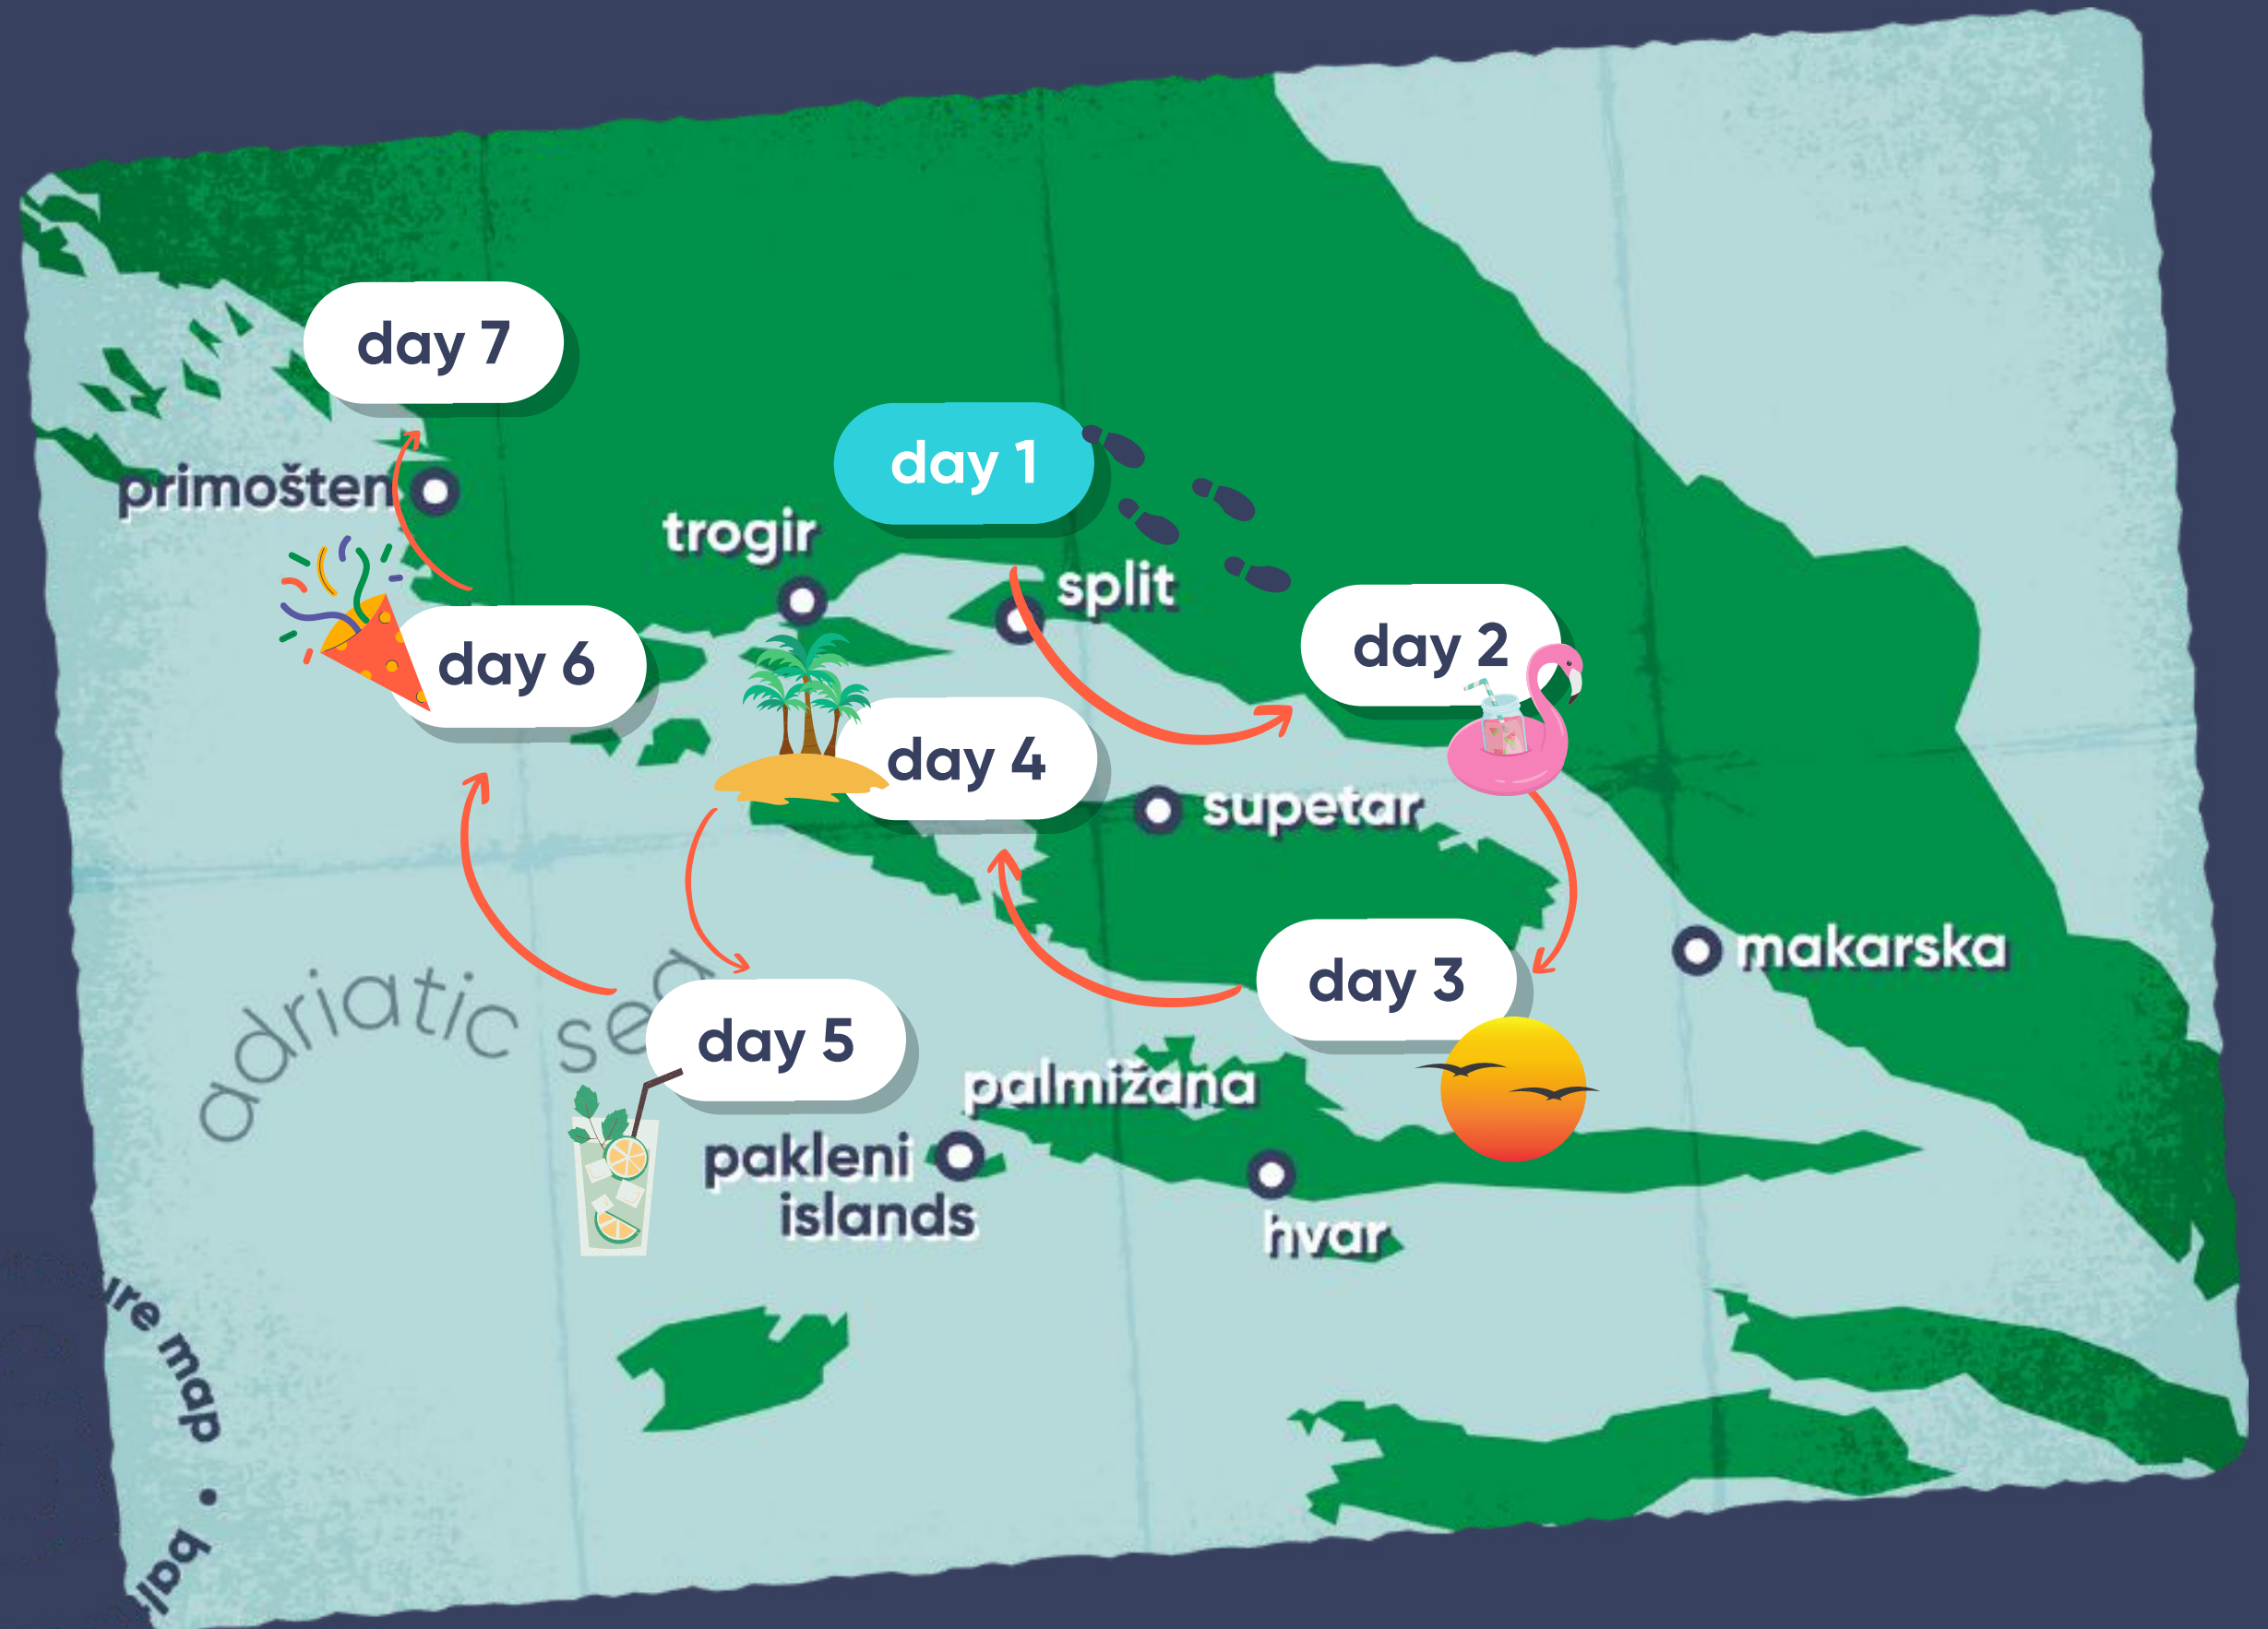 day 7
day 1
primošten
trogir
split
day 2
day 6
day 4
supetar
makarska
day 3
adriatic sea
day 5
palmižana
pakleni
islands
hvar
map • bal